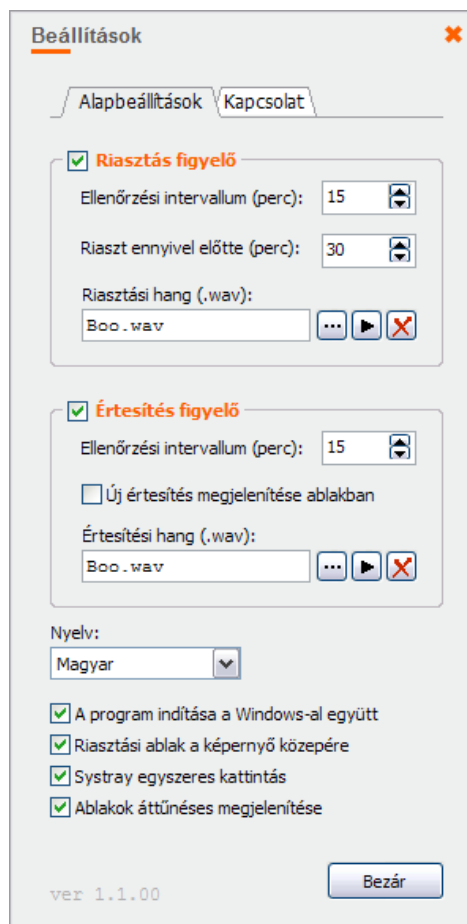 Beállítások
Alapbeállítások Kapcsolat
Riasztás figyelő
Ellenőrzési intervallum (perc): 15
Riaszt ennyivel előtte (perc): 30
Riasztási hang (.wav):
Boo.wav ...
Értesítés figyelő
Ellenőrzési intervallum (perc): 15
Új értesítés megjelenítése ablakban
Értesítési hang (.wav):
Boo.wav ...
Nyelv:
Magyar
A program indítása a Windows-al együtt
Riasztási ablak a képernyő közepére
Systray egyszeres kattintás
Ablakok áttűnéses megjelenítése
ver 1.1.00 Bezár